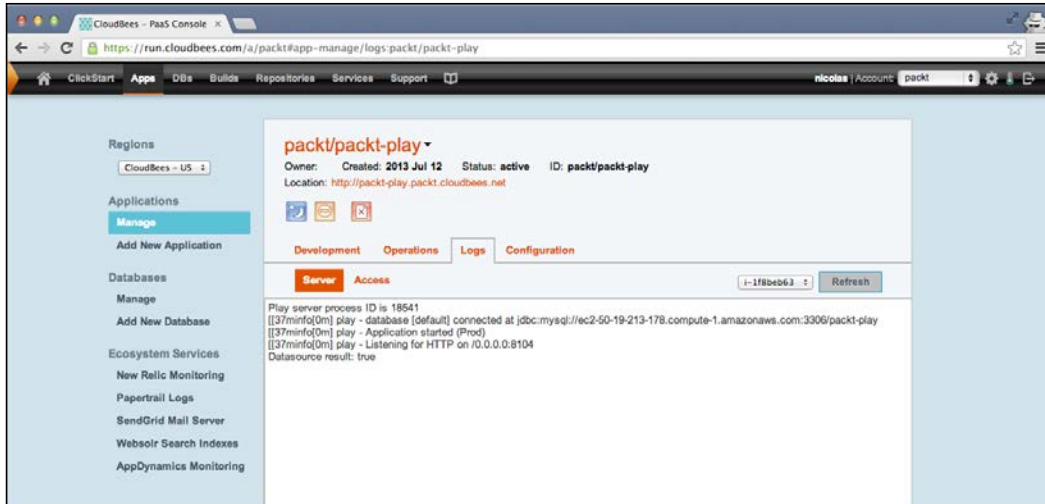 CloudBees - PaaS Console
https://run.cloudbees.com/a/packt#app-manage/logs:packt/packt-play
ClickStart Apps DBs Builds Repositories Services Support nicolas | Account: packt
Regions
CloudBees - US
Applications
Manage
Add New Application
Databases
Manage
Add New Database
Ecosystem Services
New Relic Monitoring
Papertrail Logs
SendGrid Mail Server
Websolr Search Indexes
AppDynamics Monitoring
packt/packt-play
Owner: Created: 2013 Jul 12 Status: active ID: packt/packt-play
Location: http://packt-play.packt.cloudbees.net
Development Operations Logs Configuration
Server Access i-1f8beb63 Refresh
Play server process ID is 18541
[[37minfo[0m] play - database [default] connected at jdbc:mysql://ec2-50-19-213-178.compute-1.amazonaws.com:3306/packt-play
[[37minfo[0m] play - Application started (Prod)
[[37minfo[0m] play - Listening for HTTP on /0.0.0.0:8104
Datasource result: true